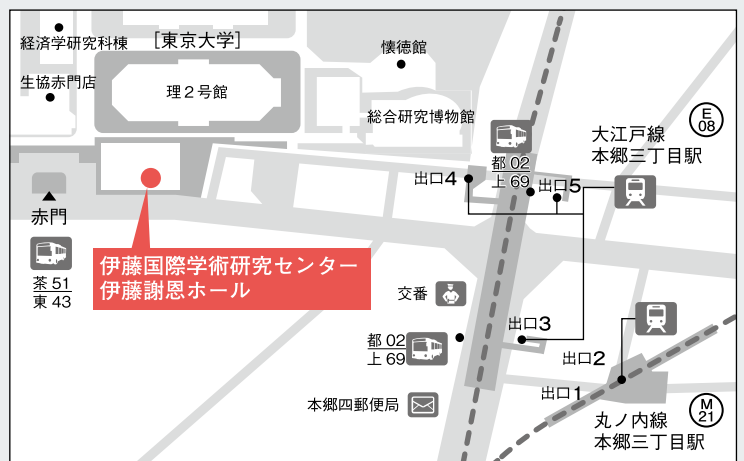 [東京大学]
経済学研究科棟
懐徳館
生協赤門店
理2号館
総合研究博物館
E
08
大江戸線
本郷三丁目駅
都 02
上 69
出口4
出口5
赤門
伊藤国際学術研究センター
伊藤謝恩ホール
茶 51
東 43
交番
出口3
都 02
上 69
出口2
出口1
本郷四郵便局
M
21
丸ノ内線
本郷三丁目駅